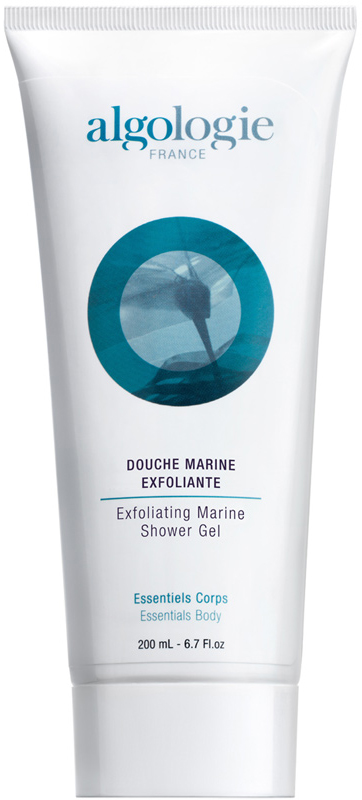 algologie
FRANCE
DOUCHE MARINE
EXFOLIANTE
Exfoliating Marine
Shower Gel
Essentiels Corps
Essentials Body
200 mL - 6.7 Fl.oz